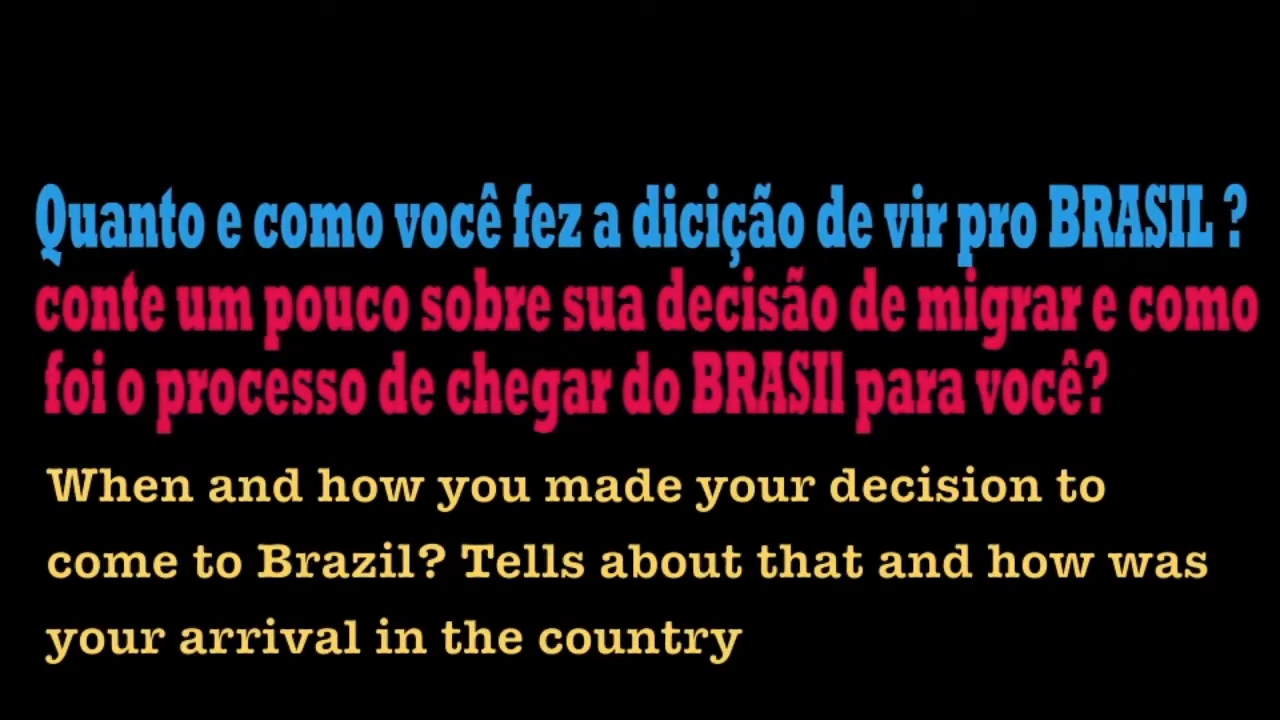 Quanto e como você fez a dicição de vir pro BRASIL ?
conte um pouco sobre sua decisão de migrar e como
foi o processo de chegar do BRASIl para você?
When and how you made your decision to
come to Brazil? Tells about that and how was
your arrival in the country